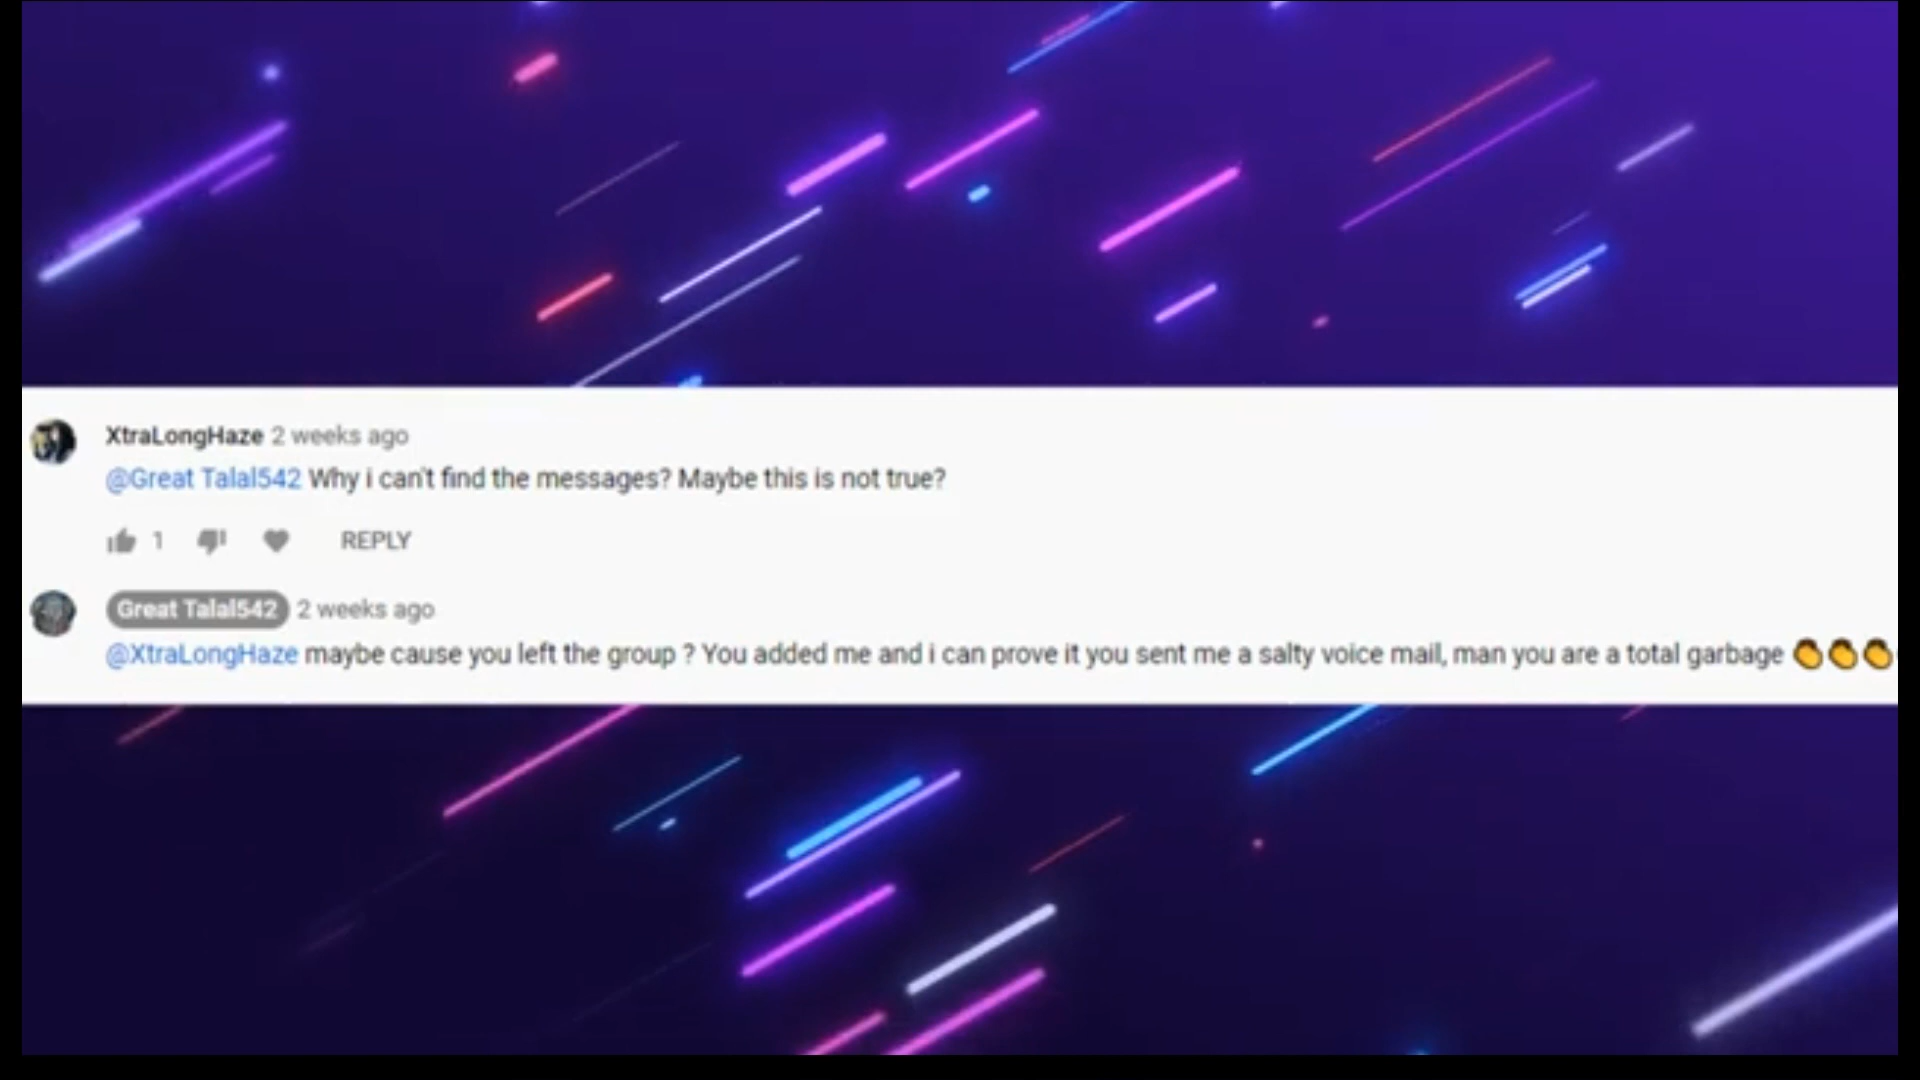 XtraLongHaze 2 weeks ago
@Great Talal542 Why i can't find the messages? Maybe this is not true?
1 REPLY
Great Talal542 2 weeks ago
@XtraLongHaze maybe cause you left the group ? You added me and i can prove it you sent me a salty voice mail, man you are a total garbage 👏👏👏